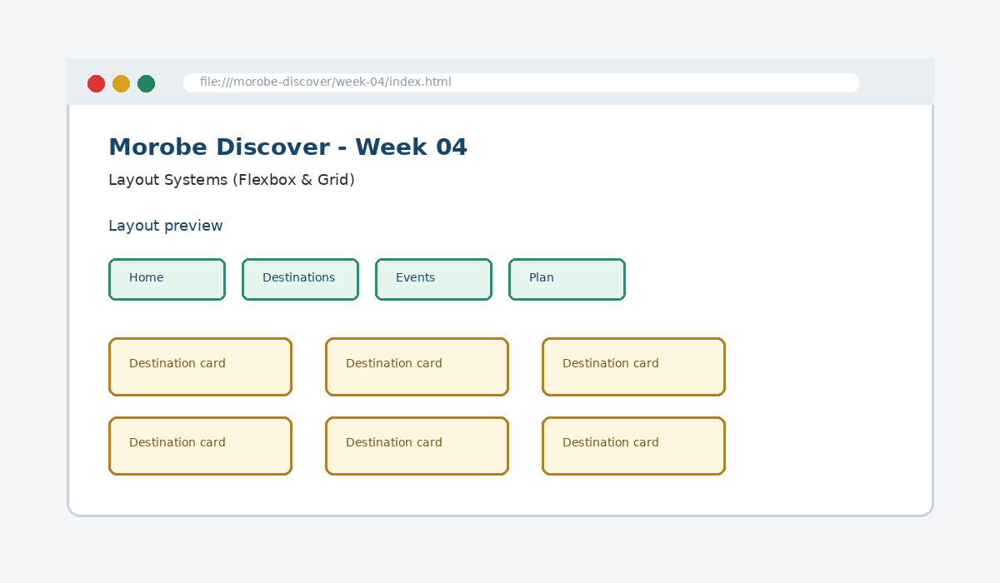 file:///morobe-discover/week-04/index.html
Morobe Discover - Week 04
Layout Systems (Flexbox & Grid)
Layout preview
Home Destinations Events Plan
Destination card Destination card Destination card
Destination card Destination card Destination card